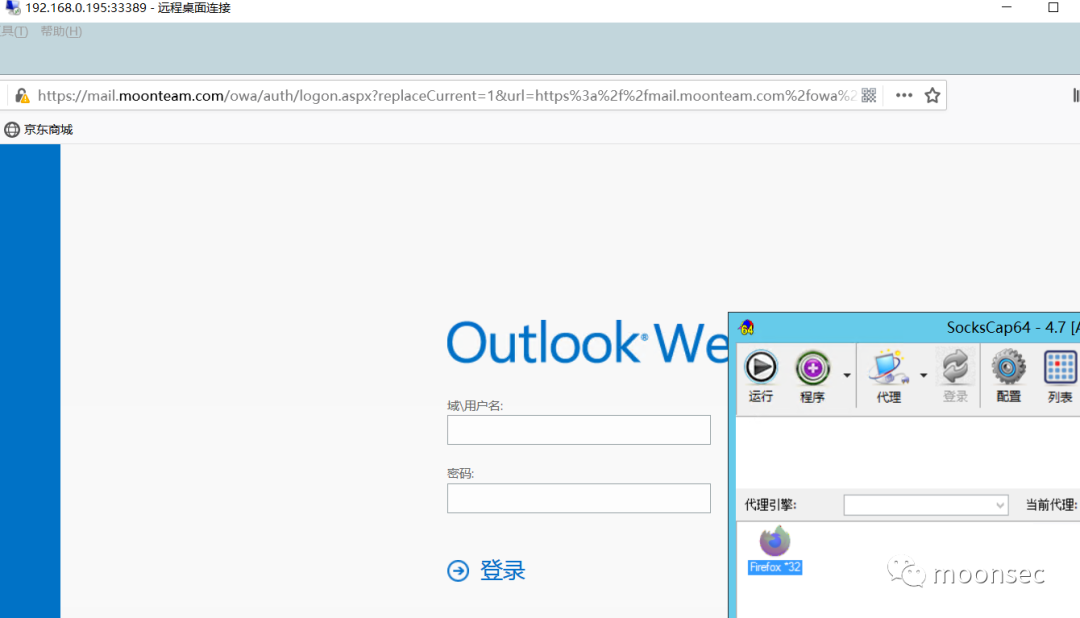 192.168.0.195:33389 - 远程桌面连接
具(T) 帮助(H)
https://mail.moonteam.com/owa/auth/logon.aspx?replaceCurrent=1&url=https%3a%2f%2fmail.moonteam.com%2fowa%2
京东商城
Outlook® We
域\用户名:
密码:
登录
64
SocksCap64 - 4.7 [A
运行 程序 代理 登录 配置 列表
代理引擎: 当前代理:
Firefox *32
moonsec